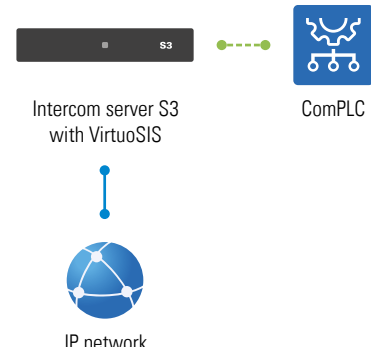 S3
Intercom server S3
with VirtuoSIS
ComPLC
IP network